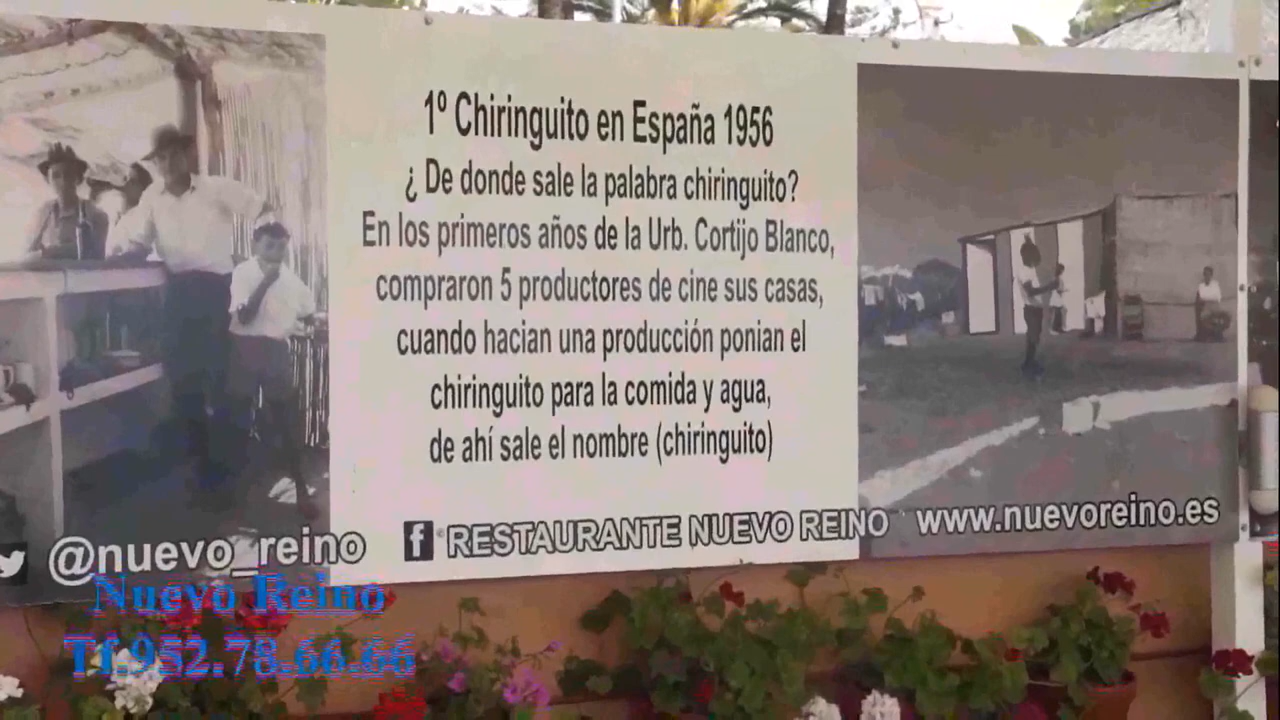 1º Chiringuito en España 1956
¿ De donde sale la palabra chiringuito?
En los primeros años de la Urb. Cortijo Blanco,
compraron 5 productores de cine sus casas,
cuando hacian una producción ponian el
chiringuito para la comida y agua,
de ahí sale el nombre (chiringuito)
@nuevo_reino
f RESTAURANTE NUEVO REINO
www.nuevoreino.es
Nuevo Reino
Tf.952.78.66.66